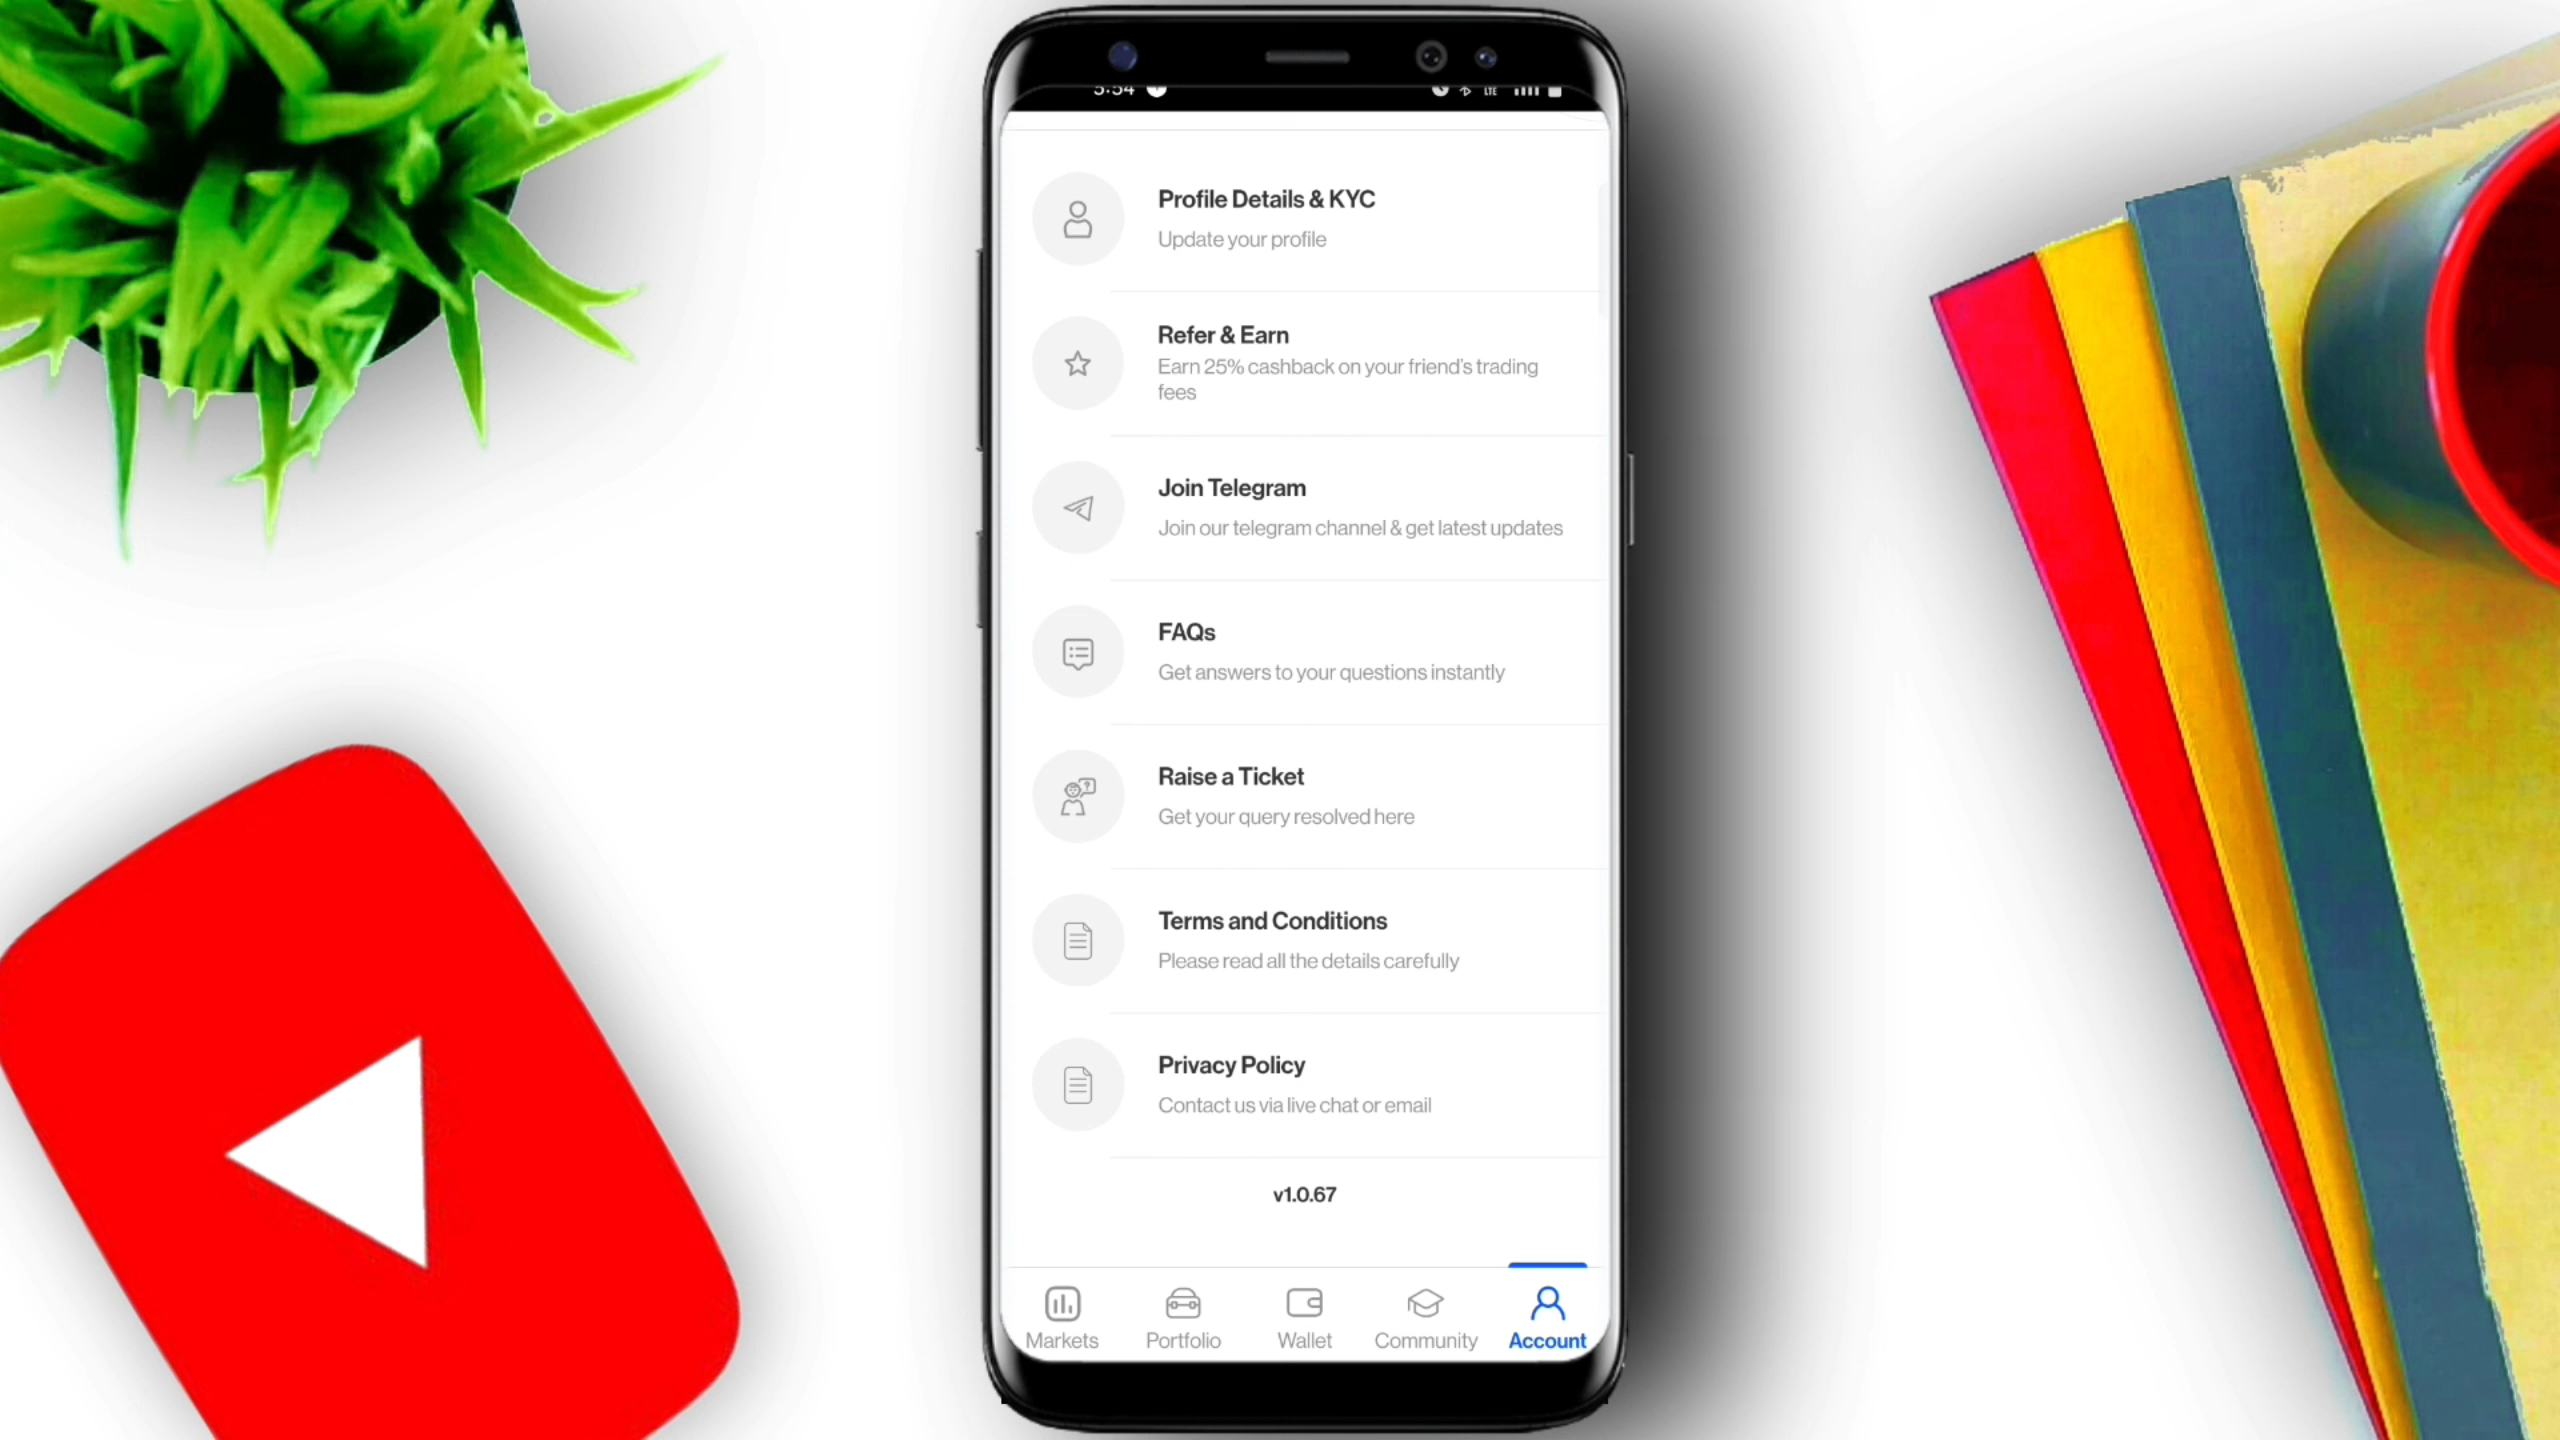 5:54
LTE
Profile Details & KYC
Update your profile
Refer & Earn
Earn 25% cashback on your friend's trading
fees
Join Telegram
Join our telegram channel & get latest updates
FAQs
Get answers to your questions instantly
Raise a Ticket
Get your query resolved here
Terms and Conditions
Please read all the details carefully
Privacy Policy
Contact us via live chat or email
v1.0.67
Markets
Portfolio
Wallet
Community
Account